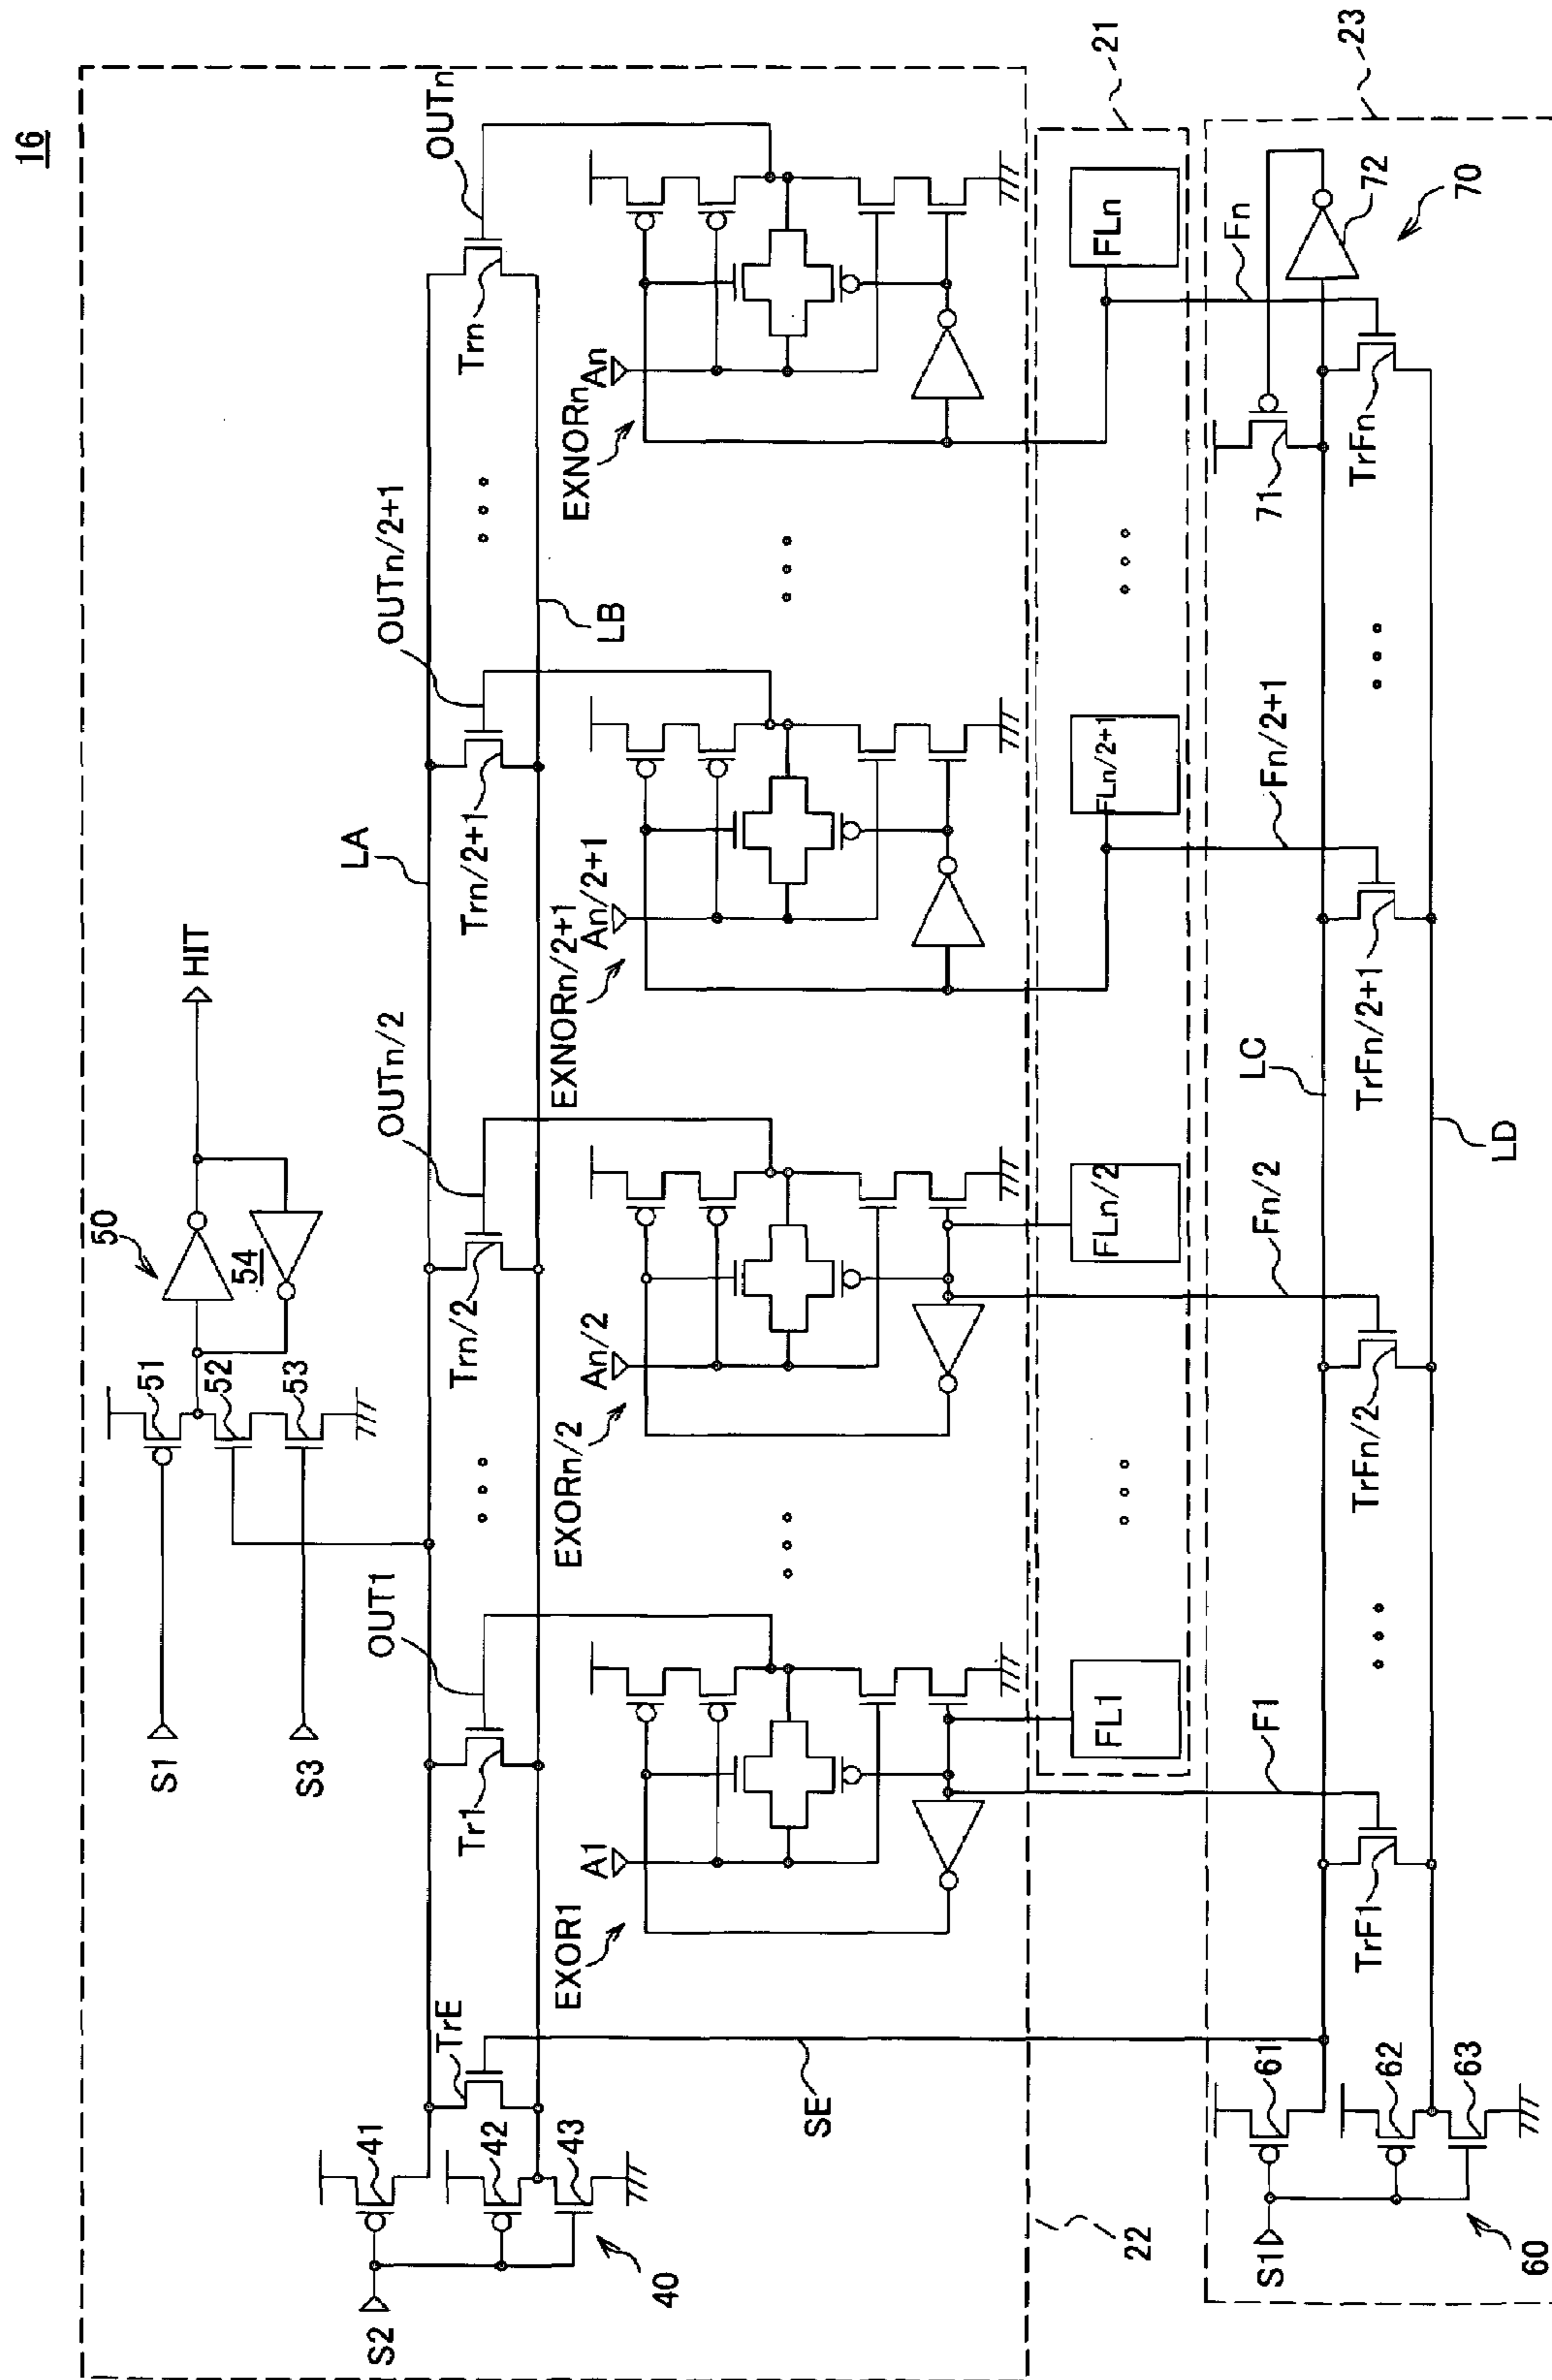 16
HIT
50
54
51
52
53
S1
S3
LA
OUT1
OUTn/2
OUTn/2+1
OUTn
Tr1
Trn/2
Trn/2+1
Trn
TrE
LB
41
42
43
40
S2
EXOR1
A1
EXORn/2
An/2
EXNORn/2+1
An/2+1
EXNORn
An
22
SE
FL1
FLn/2
FLn/2+1
FLn
21
F1
Fn/2
Fn/2+1
Fn
23
61
62
63
60
S1
TrF1
TrFn/2
TrFn/2+1
TrFn
LC
LD
71
72
70